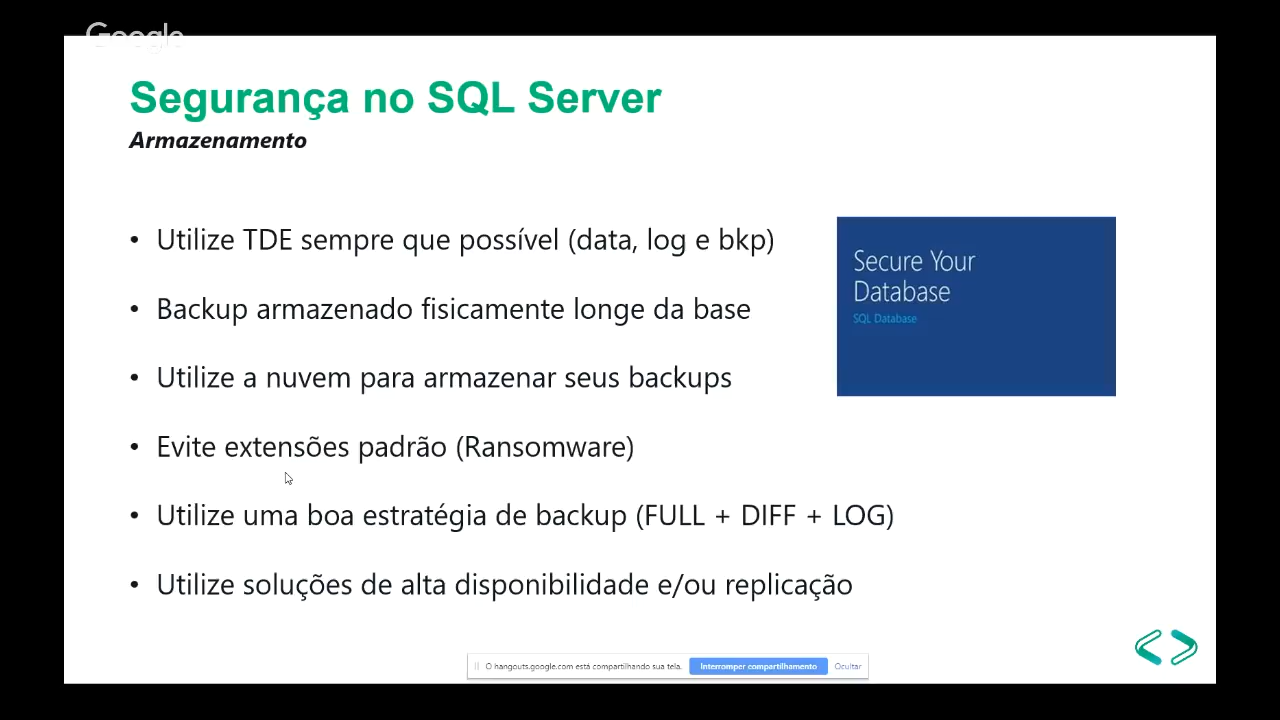 Google
Segurança no SQL Server
Armazenamento
• Utilize TDE sempre que possível (data, log e bkp)
• Backup armazenado fisicamente longe da base
• Utilize a nuvem para armazenar seus backups
• Evite extensões padrão (Ransomware)
• Utilize uma boa estratégia de backup (FULL + DIFF + LOG)
• Utilize soluções de alta disponibilidade e/ou replicação
Secure Your
Database
SQL Database
O hangouts.google.com está compartilhando sua tela. Interromper compartilhamento Ocultar